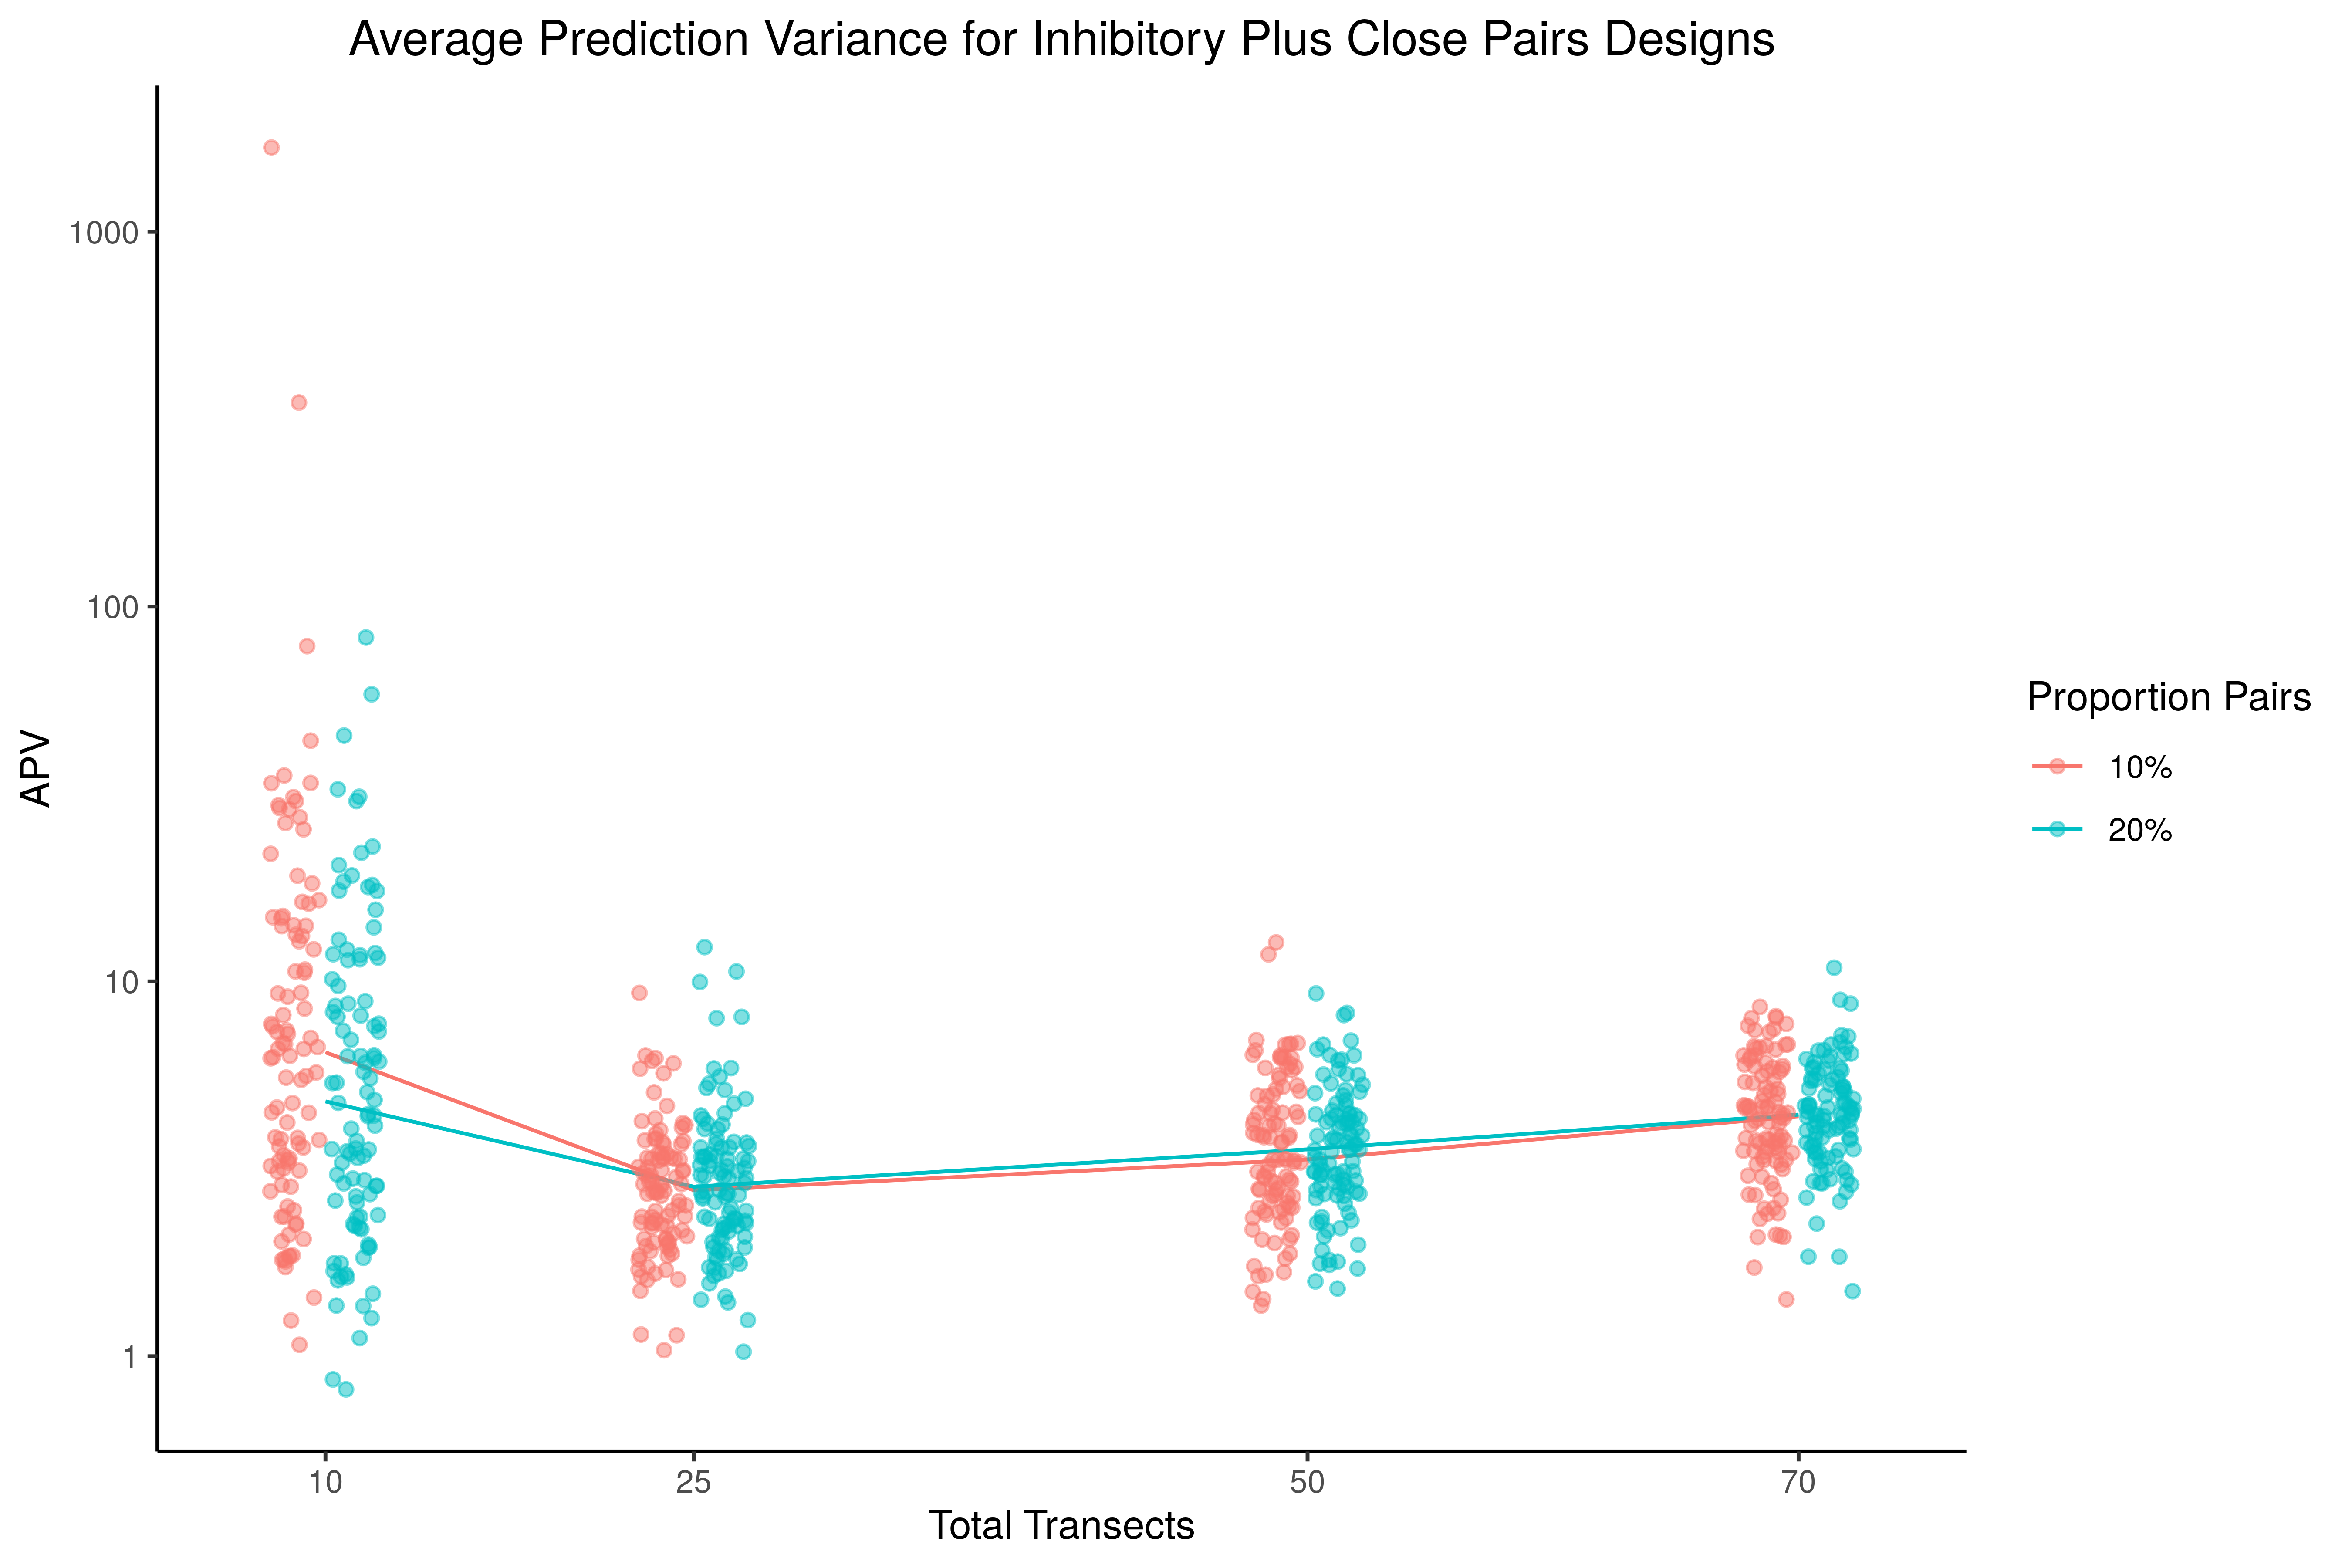 Average Prediction Variance for Inhibitory Plus Close Pairs Designs
1000
100
10
1
APV
10
25
50
70
Total Transects
Proportion Pairs
10%
20%